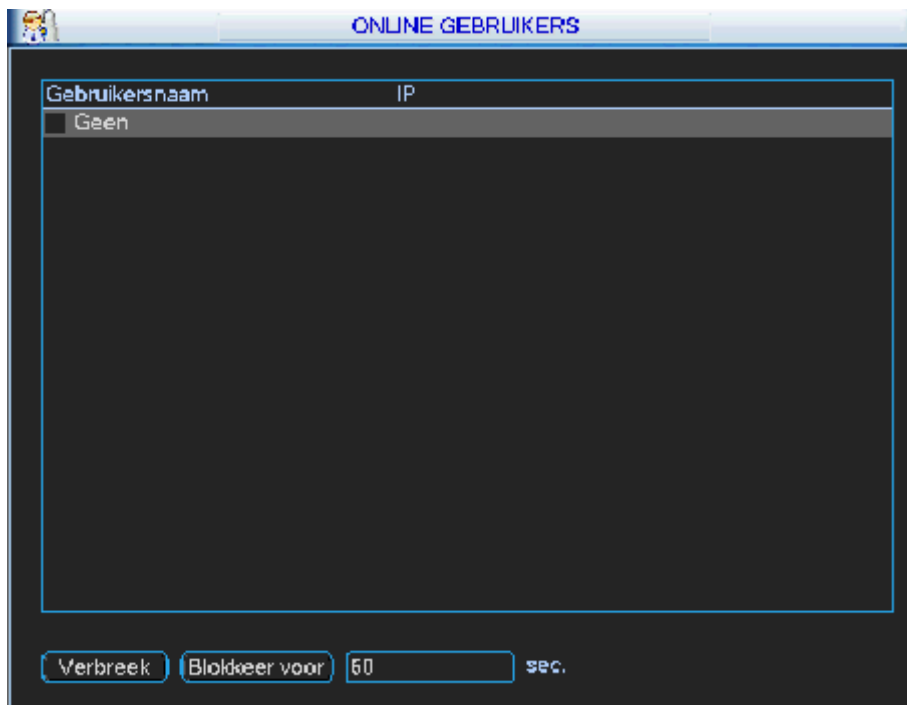 ONLINE GEBRUIKERS
Gebruikersnaam IP
Geen
Verbreek Blokkeer voor 60 sec.